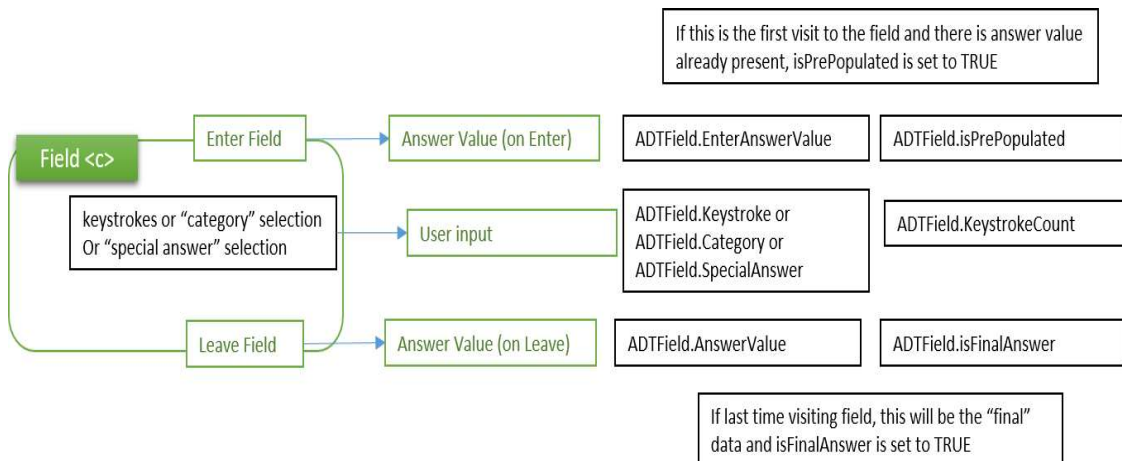 If this is the first visit to the field and there is answer value
already present, isPrePopulated is set to TRUE
Enter Field
Answer Value (on Enter)
ADTField.EnterAnswerValue
ADTField.isPrePopulated
Field <c>
keystrokes or “category” selection
Or “special answer” selection
User input
ADTField.Keystroke or
ADTField.Category or
ADTField.SpecialAnswer
ADTField.KeystrokeCount
Leave Field
Answer Value (on Leave)
ADTField.AnswerValue
ADTField.isFinalAnswer
If last time visiting field, this will be the “final”
data and isFinalAnswer is set to TRUE